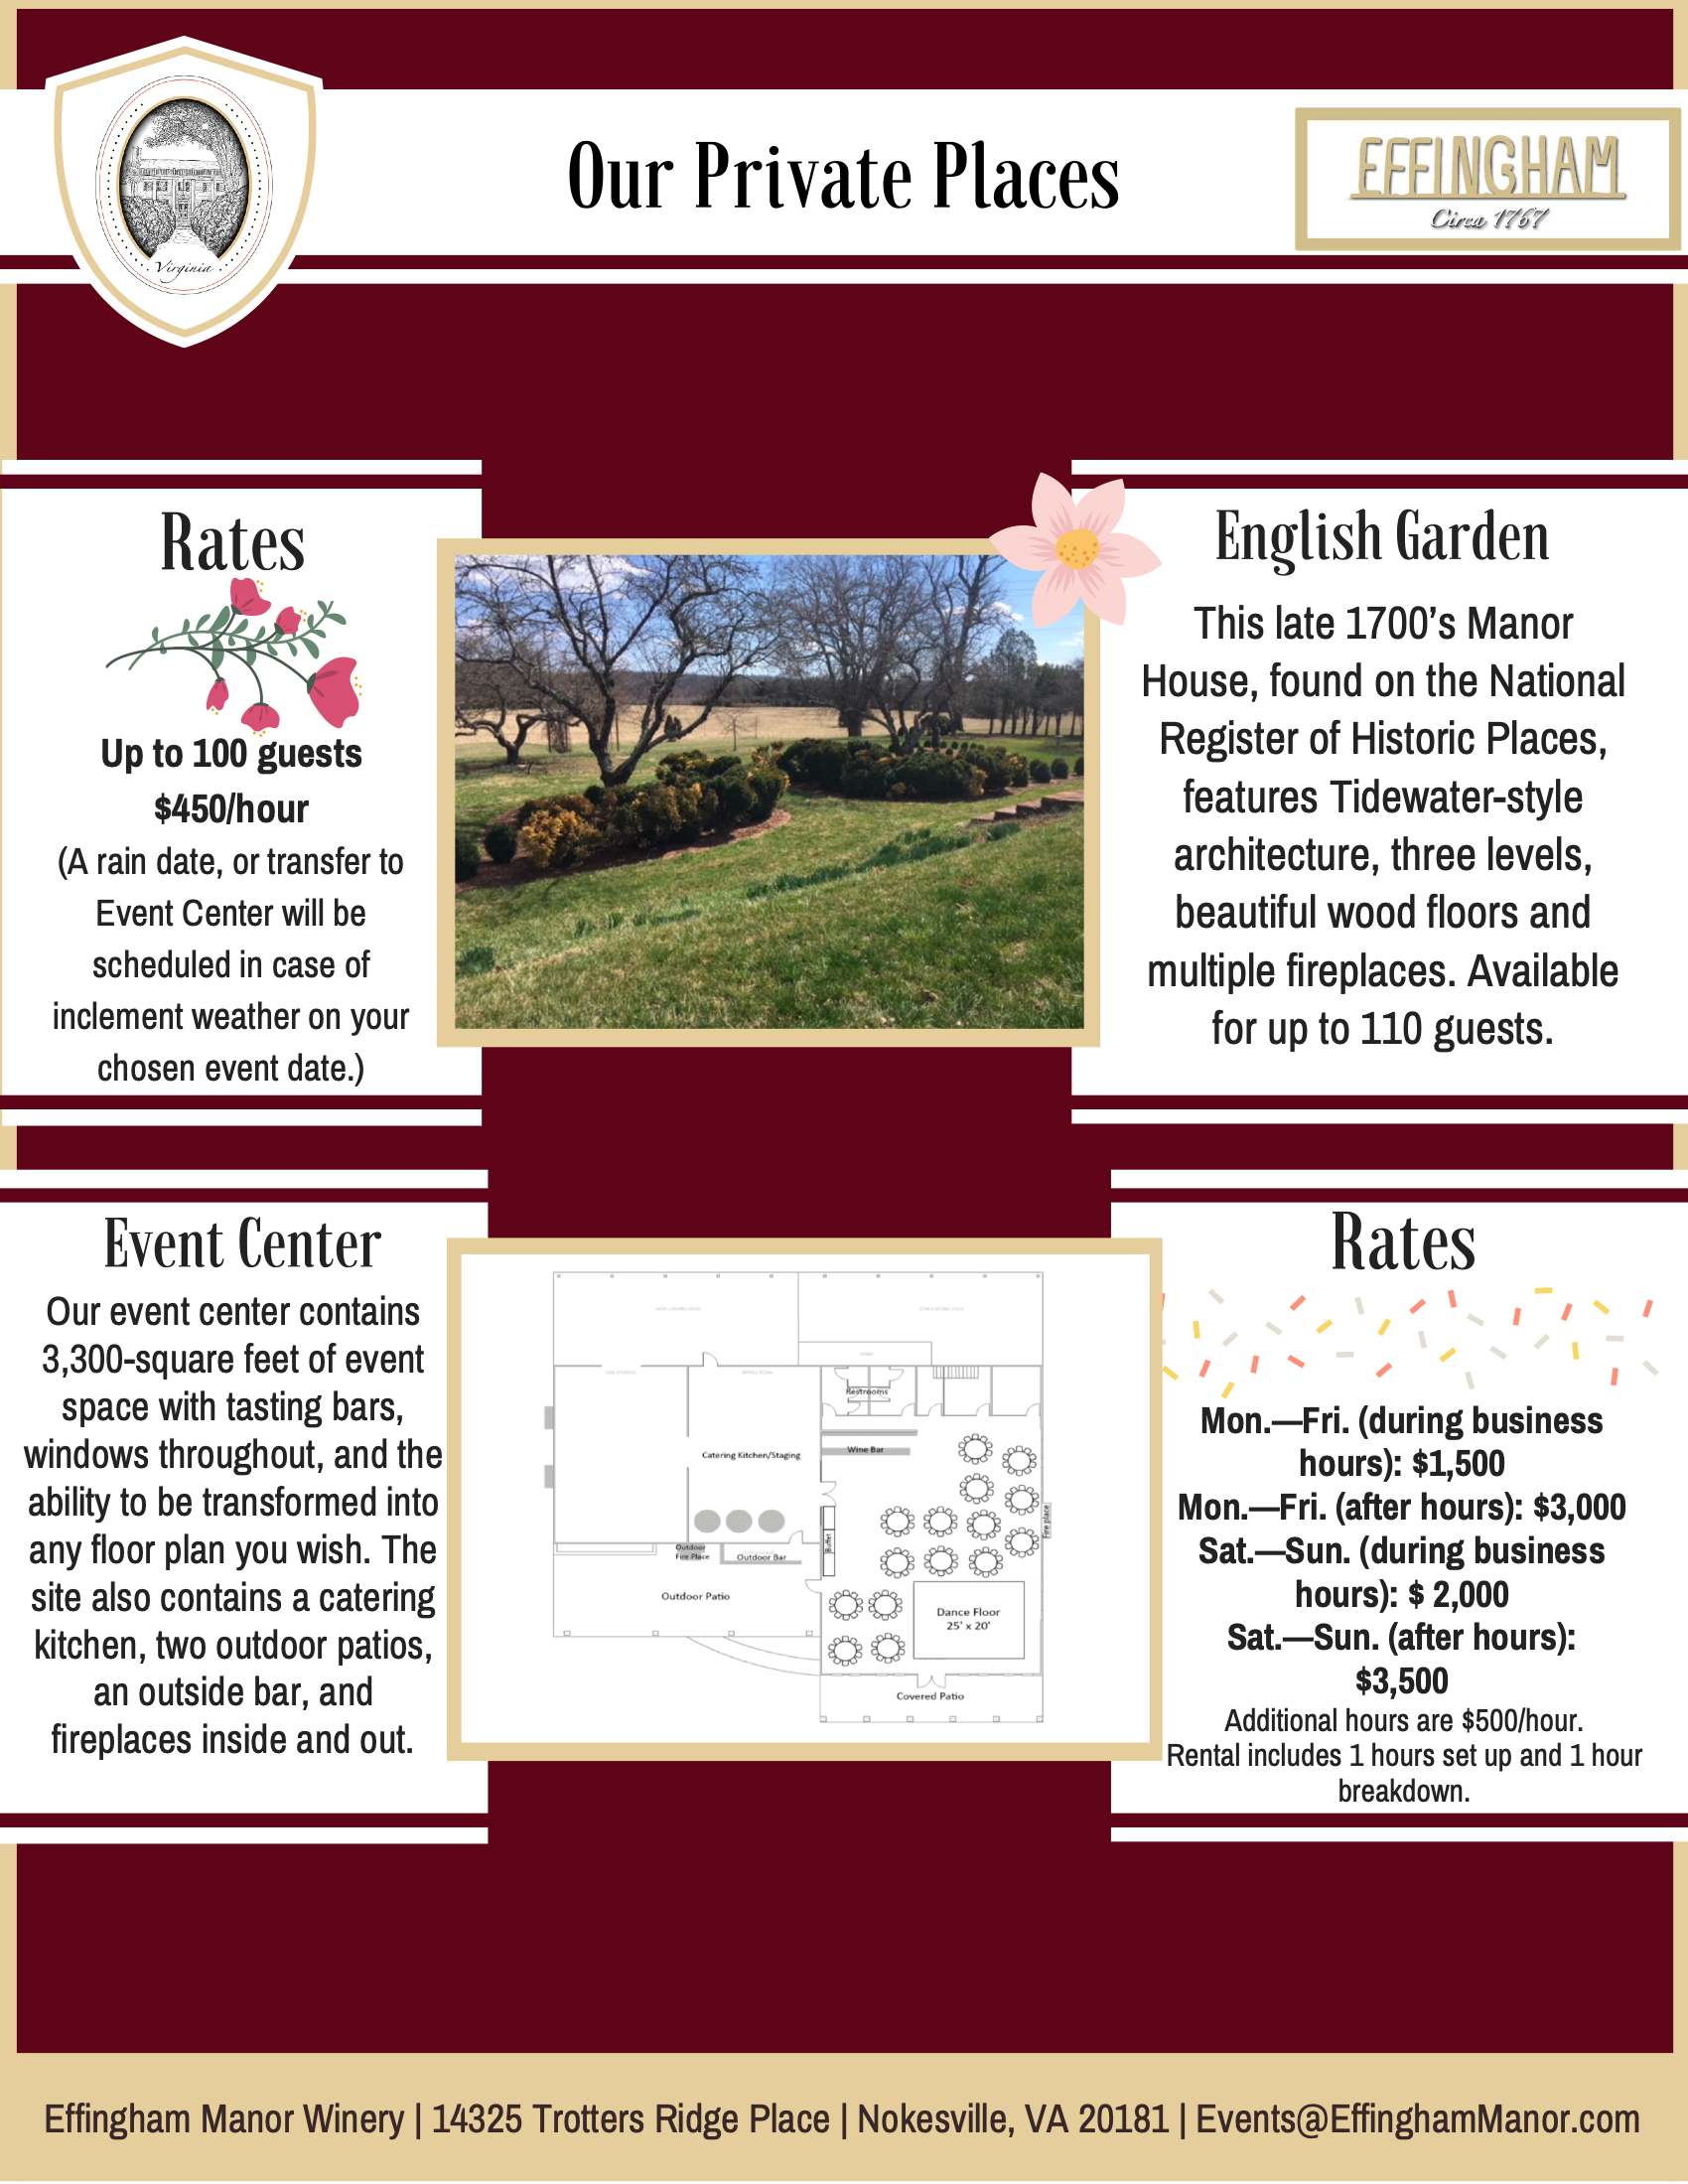 Virginia
Our Private Places
EFFINGHAM
Circa 1767
Rates
Up to 100 guests
$450/hour
(A rain date, or transfer to
Event Center will be
scheduled in case of
inclement weather on your
chosen event date.)
English Garden
This late 1700’s Manor
House, found on the National
Register of Historic Places,
features Tidewater-style
architecture, three levels,
beautiful wood floors and
multiple fireplaces. Available
for up to 110 guests.
Event Center
Our event center contains
3,300-square feet of event
space with tasting bars,
windows throughout, and the
ability to be transformed into
any floor plan you wish. The
site also contains a catering
kitchen, two outdoor patios,
an outside bar, and
fireplaces inside and out.
Restrooms
Wine Bar
Catering Kitchen/Staging
Fire place
Buffet
Outdoor
Fire Place
Outdoor Bar
Outdoor Patio
Dance Floor
25' x 20'
Covered Patio
Rates
Mon.—Fri. (during business
hours): $1,500
Mon.—Fri. (after hours): $3,000
Sat.—Sun. (during business
hours): $ 2,000
Sat.—Sun. (after hours):
$3,500
Additional hours are $500/hour.
Rental includes 1 hours set up and 1 hour
breakdown.
Effingham Manor Winery | 14325 Trotters Ridge Place | Nokesville, VA 20181 | Events@EffinghamManor.com